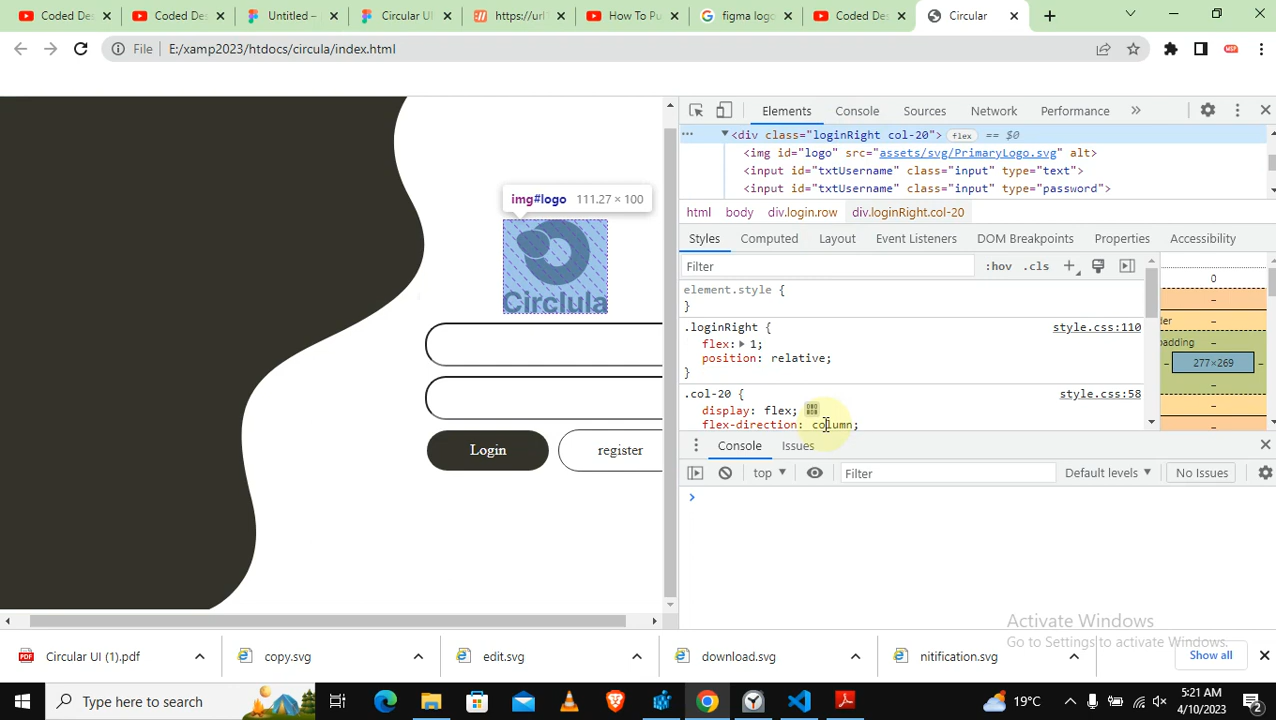 Coded Des
Coded Des
Untitled –
Circular UI
https://url
How To Pu
figma logo
Coded Des
Circular
File
E:/xamp2023/htdocs/circula/index.html
img#logo 111.27 × 100
Circlula
Login
register
Elements
Console
Sources
Network
Performance
<div class="loginRight col-20"> flex == $0
<img id="logo" src="assets/svg/PrimaryLogo.svg" alt>
<input id="txtUsername" class="input" type="text">
<input id="txtUsername" class="input" type="password">
html
body
div.login.row
div.loginRight.col-20
Styles
Computed
Layout
Event Listeners
DOM Breakpoints
Properties
Accessibility
Filter
:hov
.cls
element.style {
}
.loginRight {
style.css:110
flex: 1;
position: relative;
}
.col-20 {
style.css:58
display: flex;
flex-direction: column;
0
–
–
padding
–
277×269
–
–
–
–
Console
Issues
top
Filter
Default levels
No Issues
Activate Windows
Go to Settings to activate Windows.
Circular UI (1).pdf
copy.svg
edit.svg
download.svg
nitification.svg
Show all
Type here to search
19°C
5:21 AM
4/10/2023
2